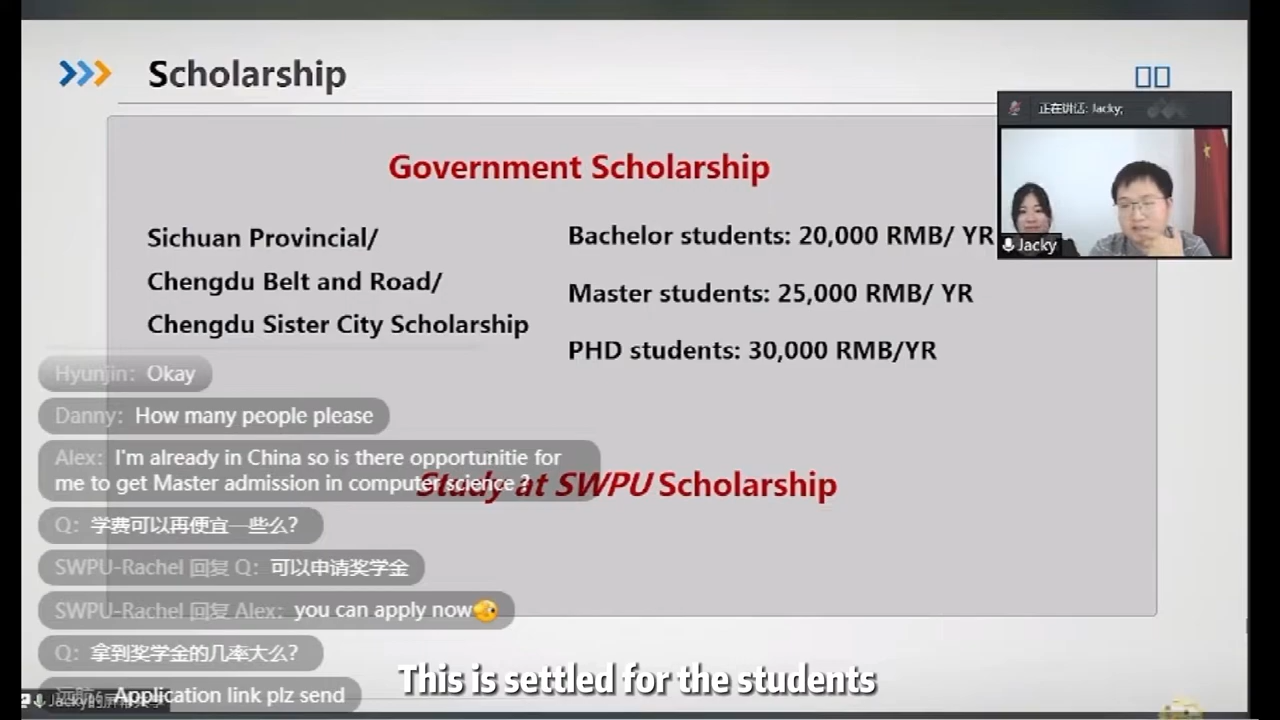 Scholarship
正在讲话: Jacky;
Jacky
Government Scholarship
Sichuan Provincial/
Chengdu Belt and Road/
Chengdu Sister City Scholarship
Bachelor students: 20,000 RMB/ YR
Master students: 25,000 RMB/ YR
PHD students: 30,000 RMB/YR
Study at SWPU Scholarship
Hyunjin: Okay
Danny: How many people please
Alex: I'm already in China so is there opportunitie for
me to get Master admission in computer science ?
Q: 学费可以再便宜一些么?
SWPU-Rachel 回复 Q: 可以申请奖学金
SWPU-Rachel 回复 Alex: you can apply now
Q: 拿到奖学金的几率大么?
Application link plz send
This is settled for the students